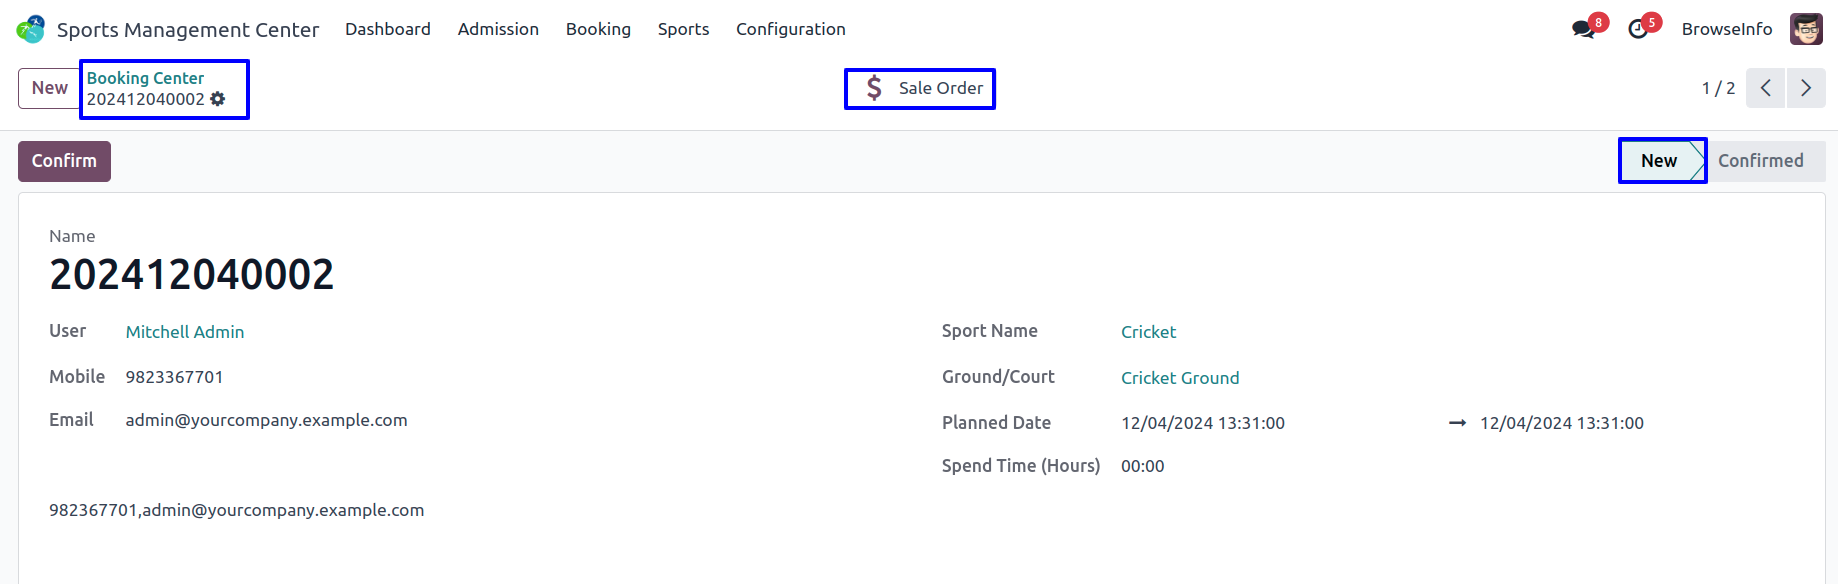 Sports Management Center Dashboard Admission Booking Sports Configuration 8 5 BrowseInfo
New Booking Center
202412040002
$ Sale Order
1 / 2
Confirm New Confirmed
Name
202412040002
User Mitchell Admin
Sport Name Cricket
Mobile 9823367701
Ground/Court Cricket Ground
Email admin@yourcompany.example.com
Planned Date 12/04/2024 13:31:00 → 12/04/2024 13:31:00
Spend Time (Hours) 00:00
982367701,admin@yourcompany.example.com